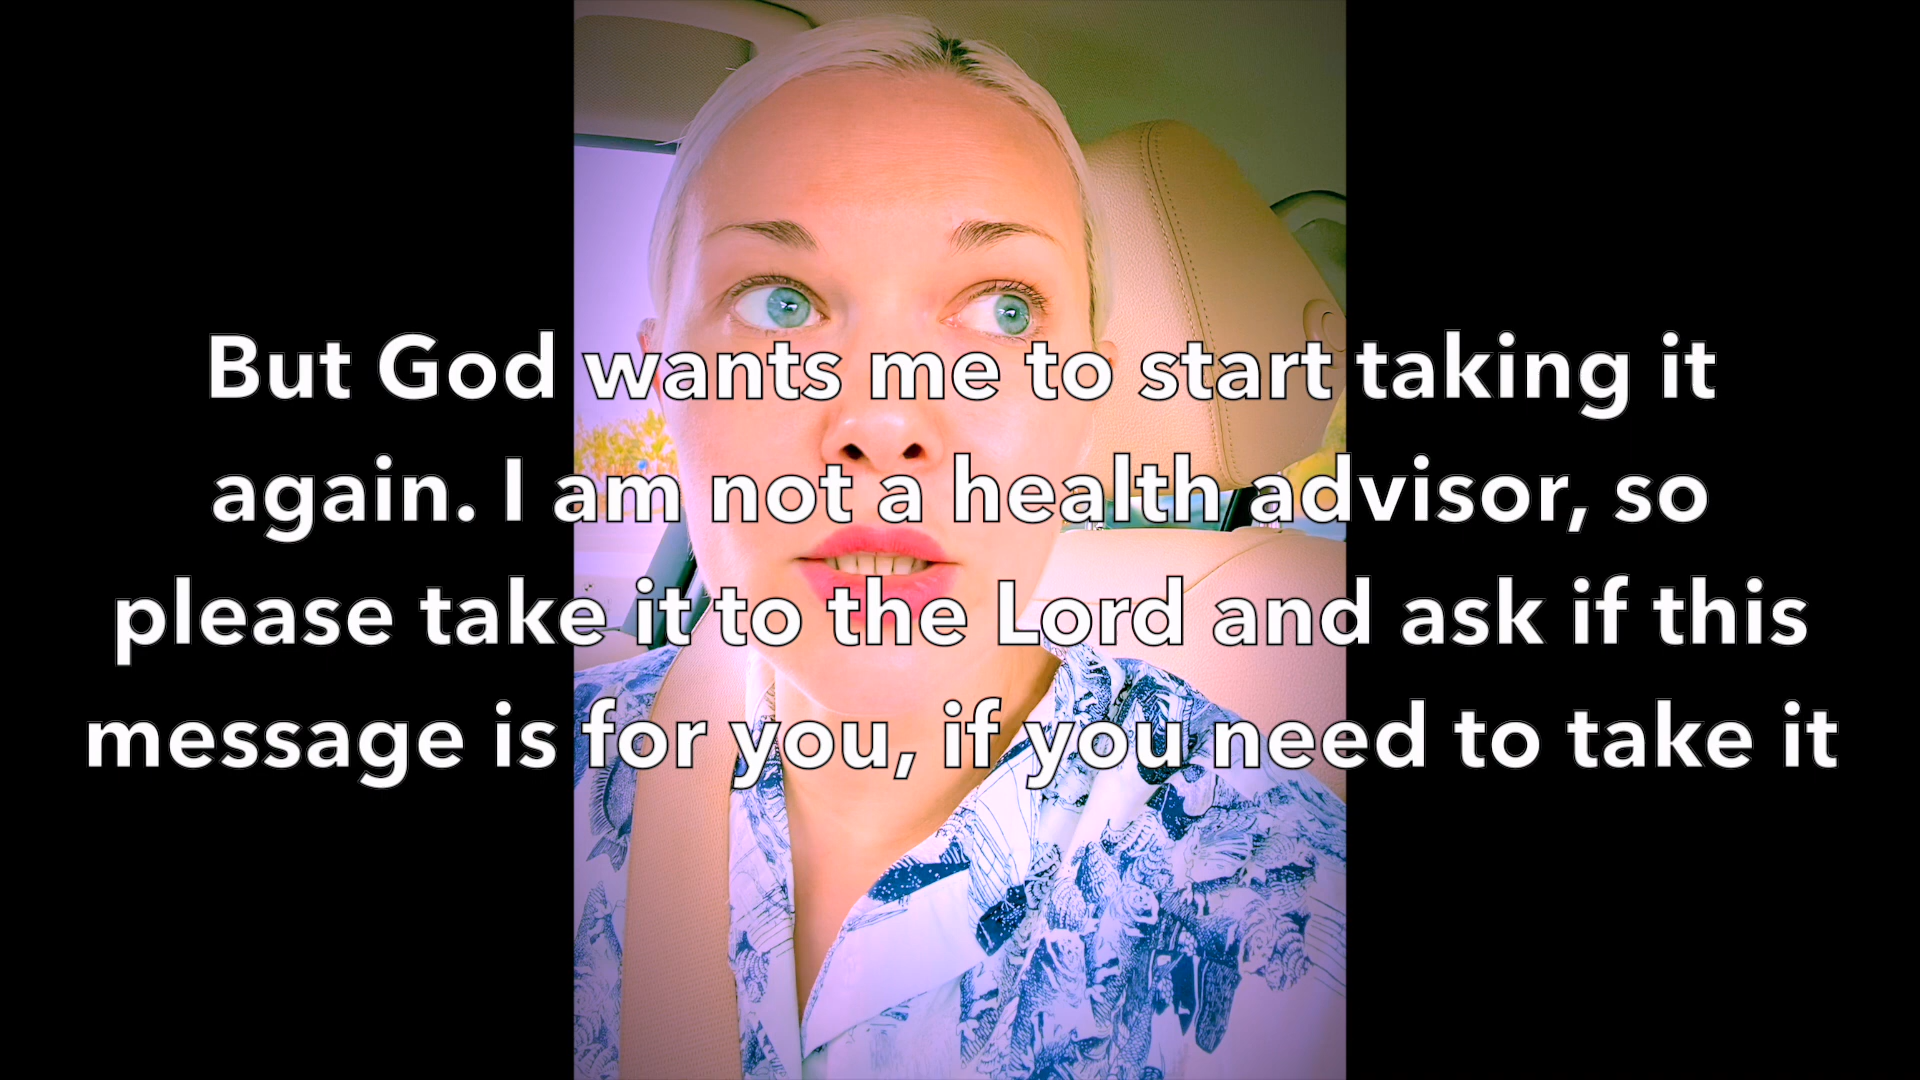 But God wants me to start taking it
again. I am not a health advisor, so
please take it to the Lord and ask if this
message is for you, if you need to take it